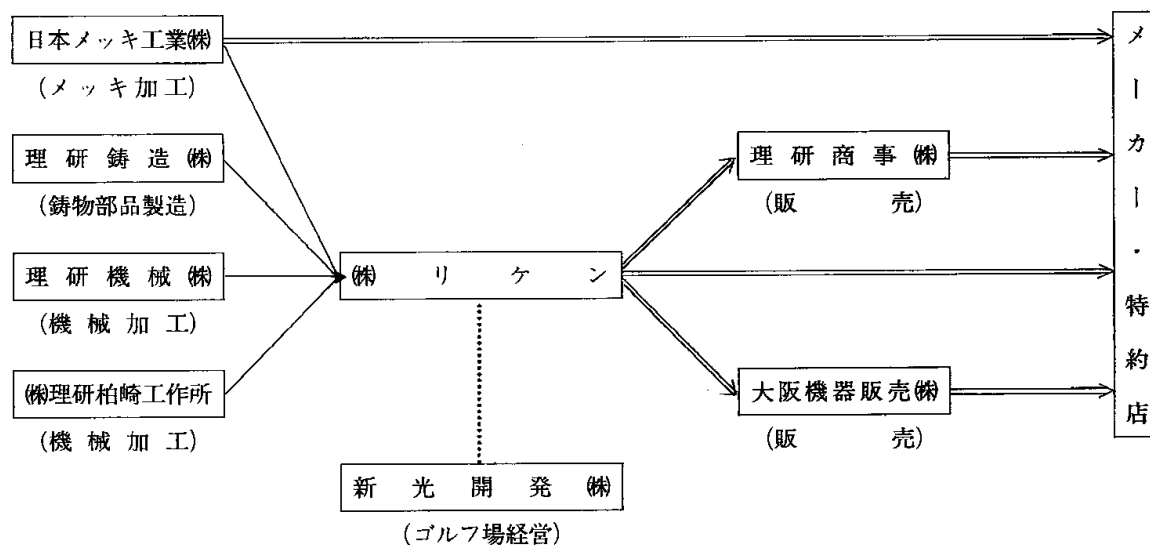 日本メッキ工業㈱
(メッキ加工)
理研鋳造㈱
(鋳物部品製造)
理研機械㈱
(機械加工)
㈱理研柏崎工作所
(機械加工)
㈱リケン
新光開発㈱
(ゴルフ場経営)
理研商事㈱
(販売)
大阪機器販売㈱
(販売)
メーカー・特約店